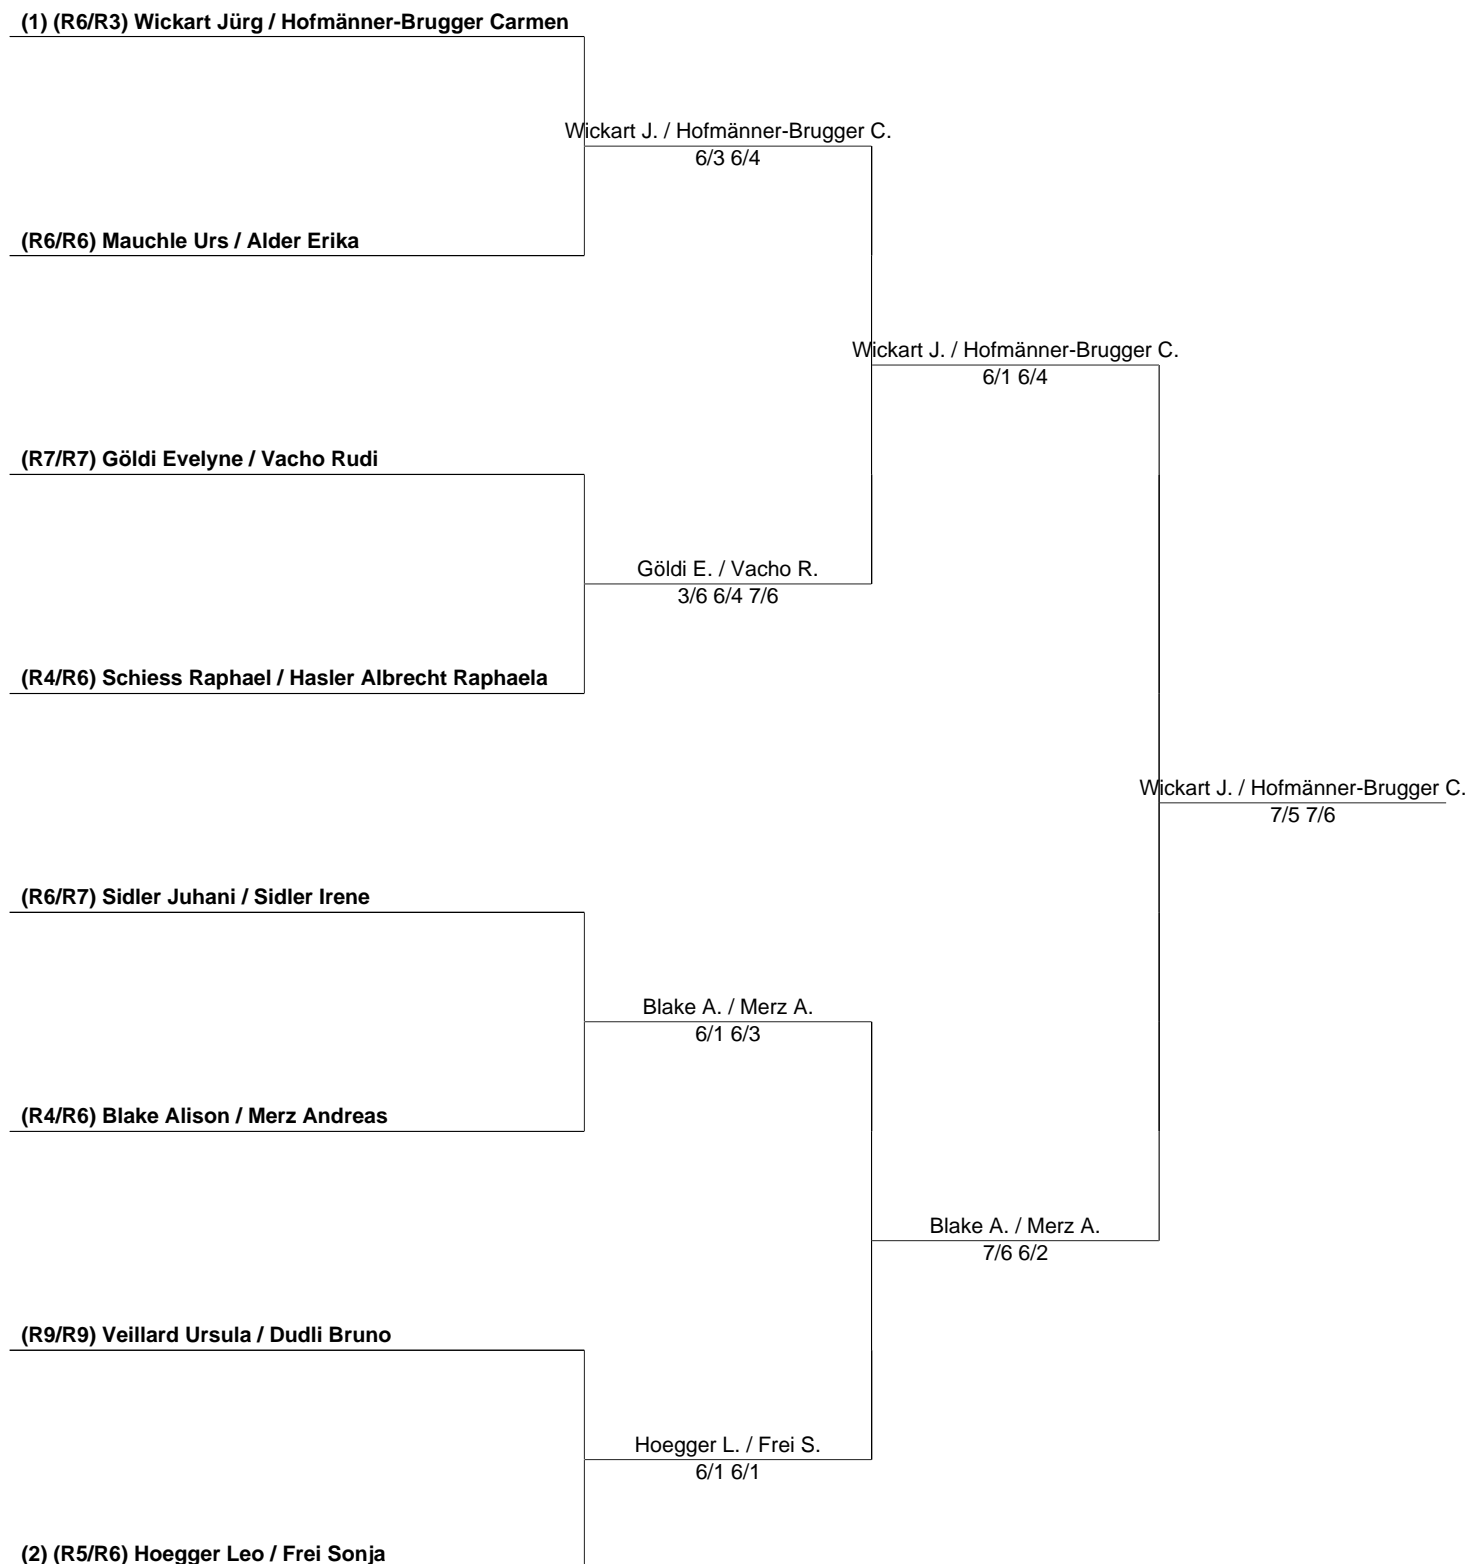 (1) (R6/R3) Wickart Jürg / Hofmänner-Brugger Carmen
Wickart J. / Hofmänner-Brugger C.
6/3 6/4
(R6/R6) Mauchle Urs / Alder Erika
Wickart J. / Hofmänner-Brugger C.
6/1 6/4
(R7/R7) Göldi Evelyne / Vacho Rudi
Göldi E. / Vacho R.
3/6 6/4 7/6
(R4/R6) Schiess Raphael / Hasler Albrecht Raphaela
Wickart J. / Hofmänner-Brugger C.
7/5 7/6
(R6/R7) Sidler Juhani / Sidler Irene
Blake A. / Merz A.
6/1 6/3
(R4/R6) Blake Alison / Merz Andreas
Blake A. / Merz A.
7/6 6/2
(R9/R9) Veillard Ursula / Dudli Bruno
Hoegger L. / Frei S.
6/1 6/1
(2) (R5/R6) Hoegger Leo / Frei Sonja